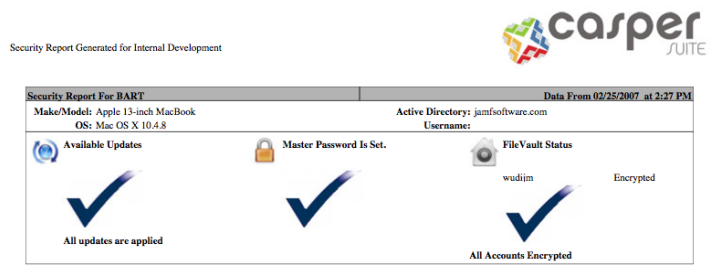 casper
SUITE
Security Report Generated for Internal Development
Security Report For BART Data From 02/25/2007 at 2:27 PM
Make/Model: Apple 13-inch MacBook Active Directory: jamfsoftware.com
OS: Mac OS X 10.4.8 Username:
Available Updates Master Password Is Set. FileVault Status
wudijm Encrypted
All updates are applied
All Accounts Encrypted